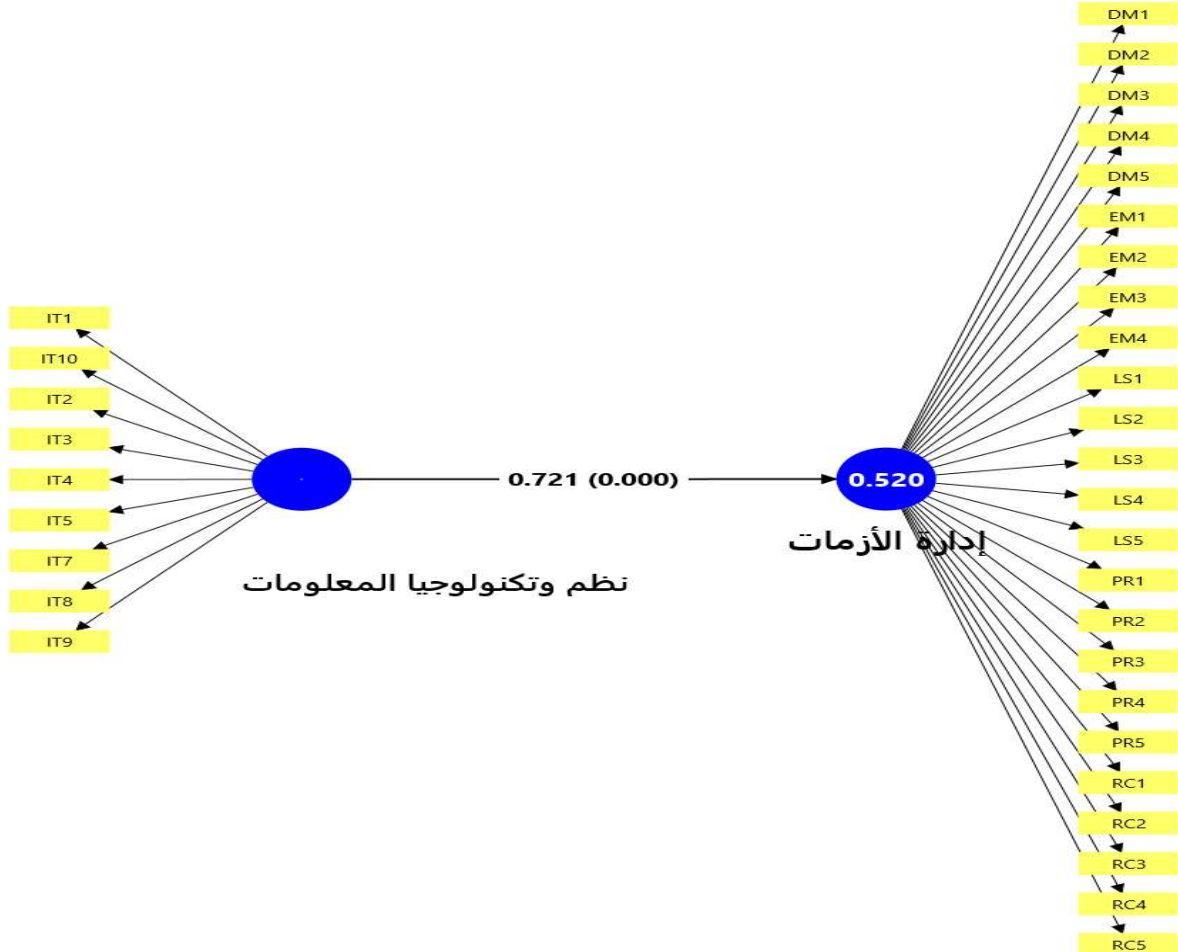 DM1
DM2
DM3
DM4
DM5
EM1
EM2
EM3
EM4
LS1
LS2
LS3
LS4
LS5
PR1
PR2
PR3
PR4
PR5
RC1
RC2
RC3
RC4
RC5
IT1
IT10
IT2
IT3
IT4
IT5
IT7
IT8
IT9
0.721 (0.000)
0.520
إدارة الأزمات
نظم وتكنولوجيا المعلومات